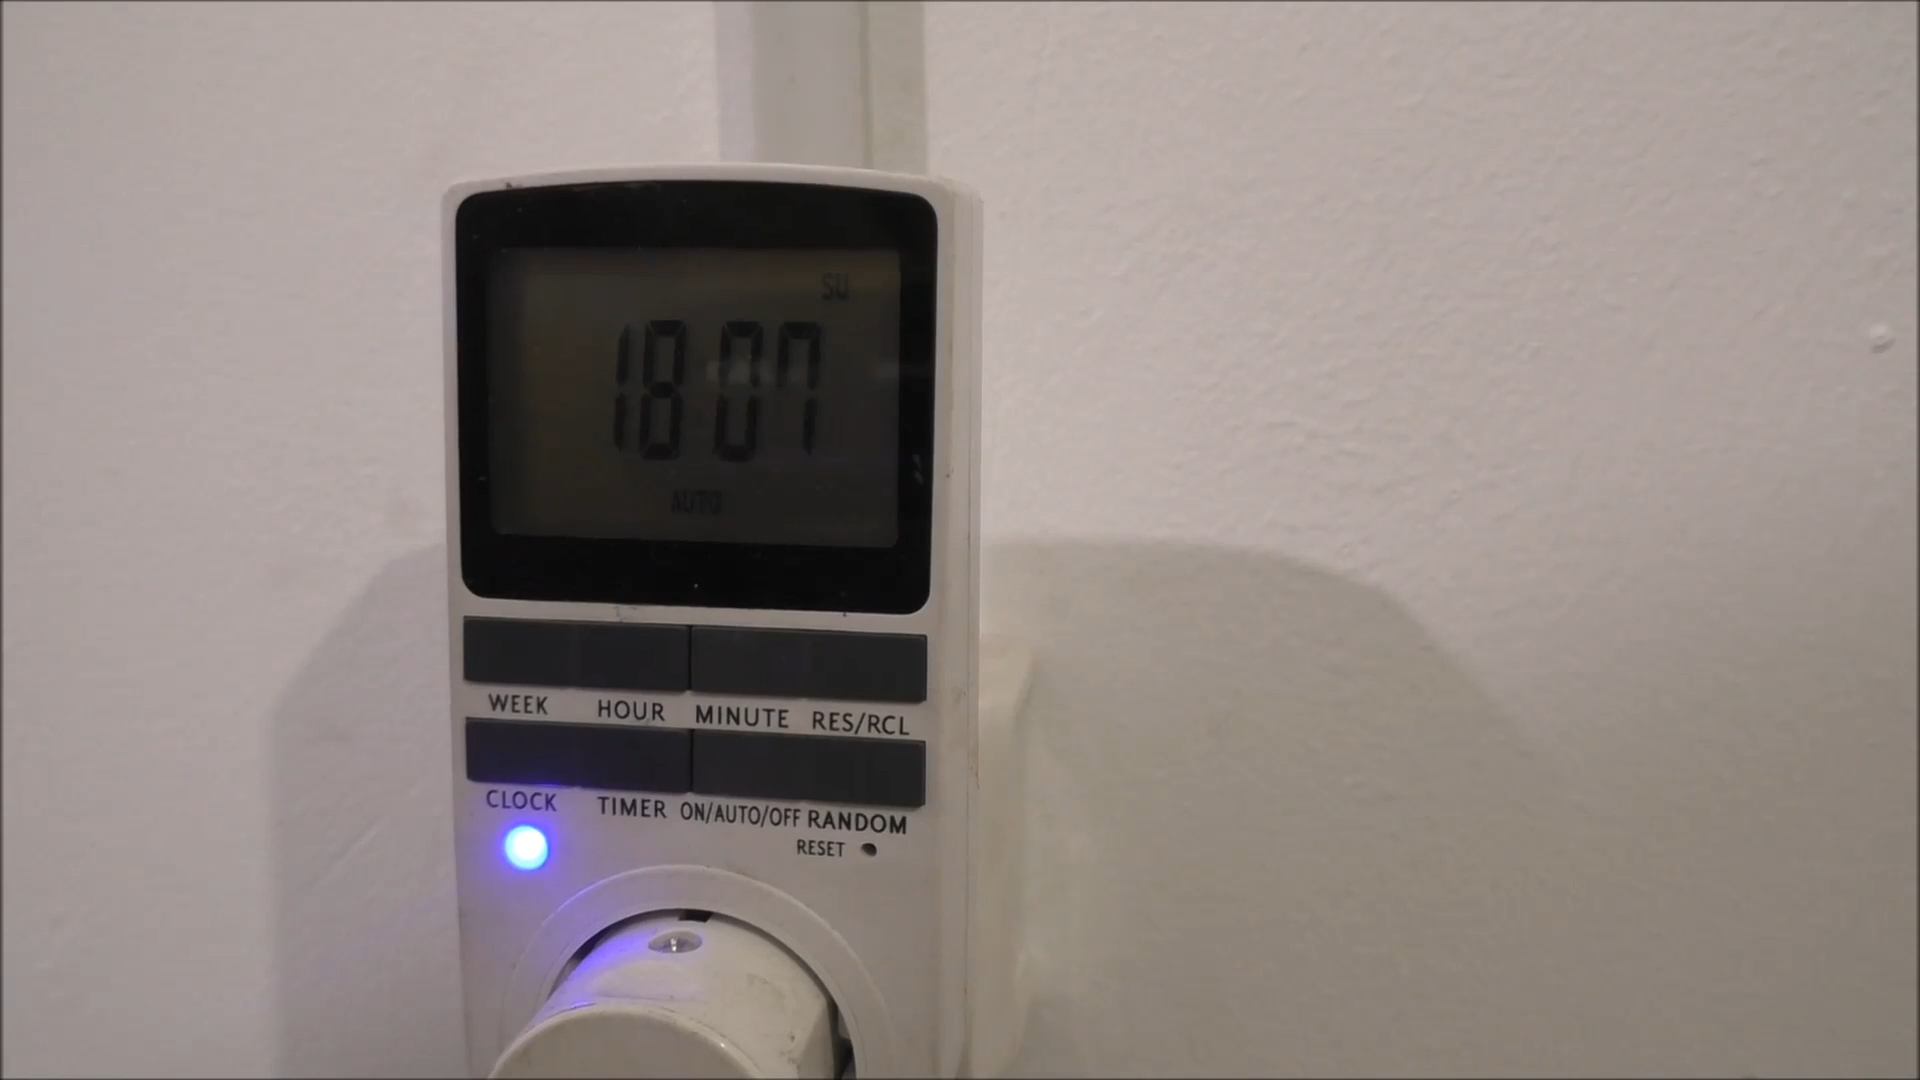 SU
18:07
AUTO
WEEK HOUR MINUTE RES/RCL
CLOCK TIMER ON/AUTO/OFF RANDOM
RESET